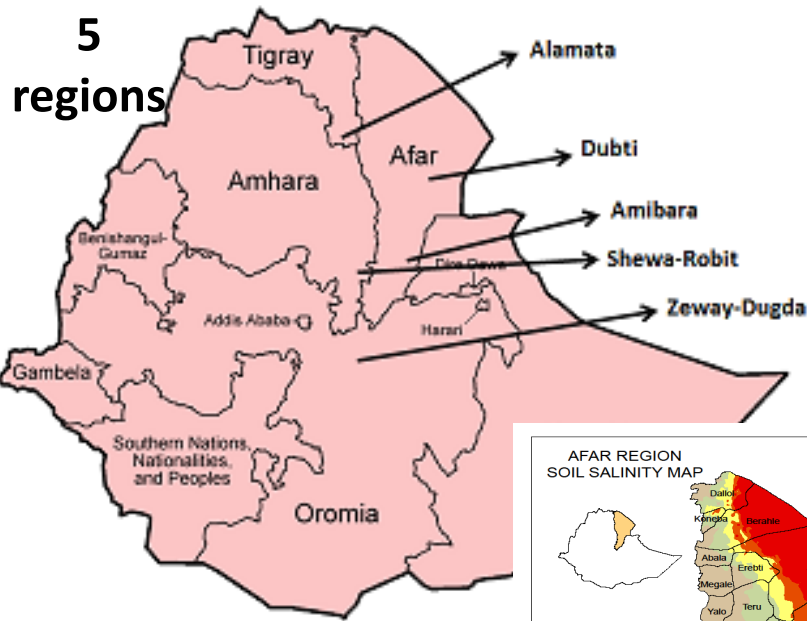 5
regions
Tigray
Alamata
Afar
Dubti
Amhara
Amibara
Benishangul-
Gumaz
Shewa-Robit
Dire Dawa
Addis Ababa
Zeway-Dugda
Harari
Gambela
Southern Nations,
Nationalities,
and Peoples
Oromia
AFAR REGION
SOIL SALINITY MAP
Dallol
Koneba
Berahle
Abala
Erebti
Megale
Teru
Yalo